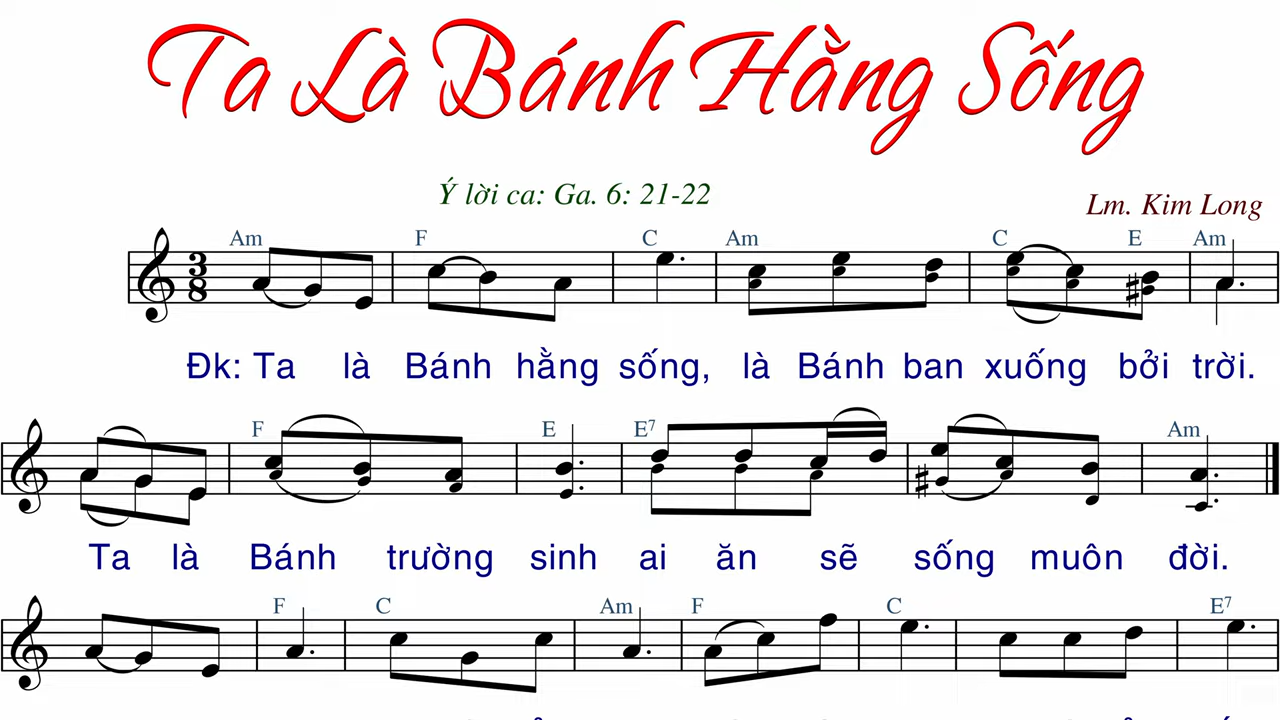 Ta Là Bánh Hằng Sống
Ý lời ca: Ga. 6: 21-22
Lm. Kim Long
Am F C Am C E Am
3
8
Đk: Ta là Bánh hằng sống, là Bánh ban xuống bởi trời.
F E E7 Am
Ta là Bánh trường sinh ai ăn sẽ sống muôn đời.
F C Am F C E7